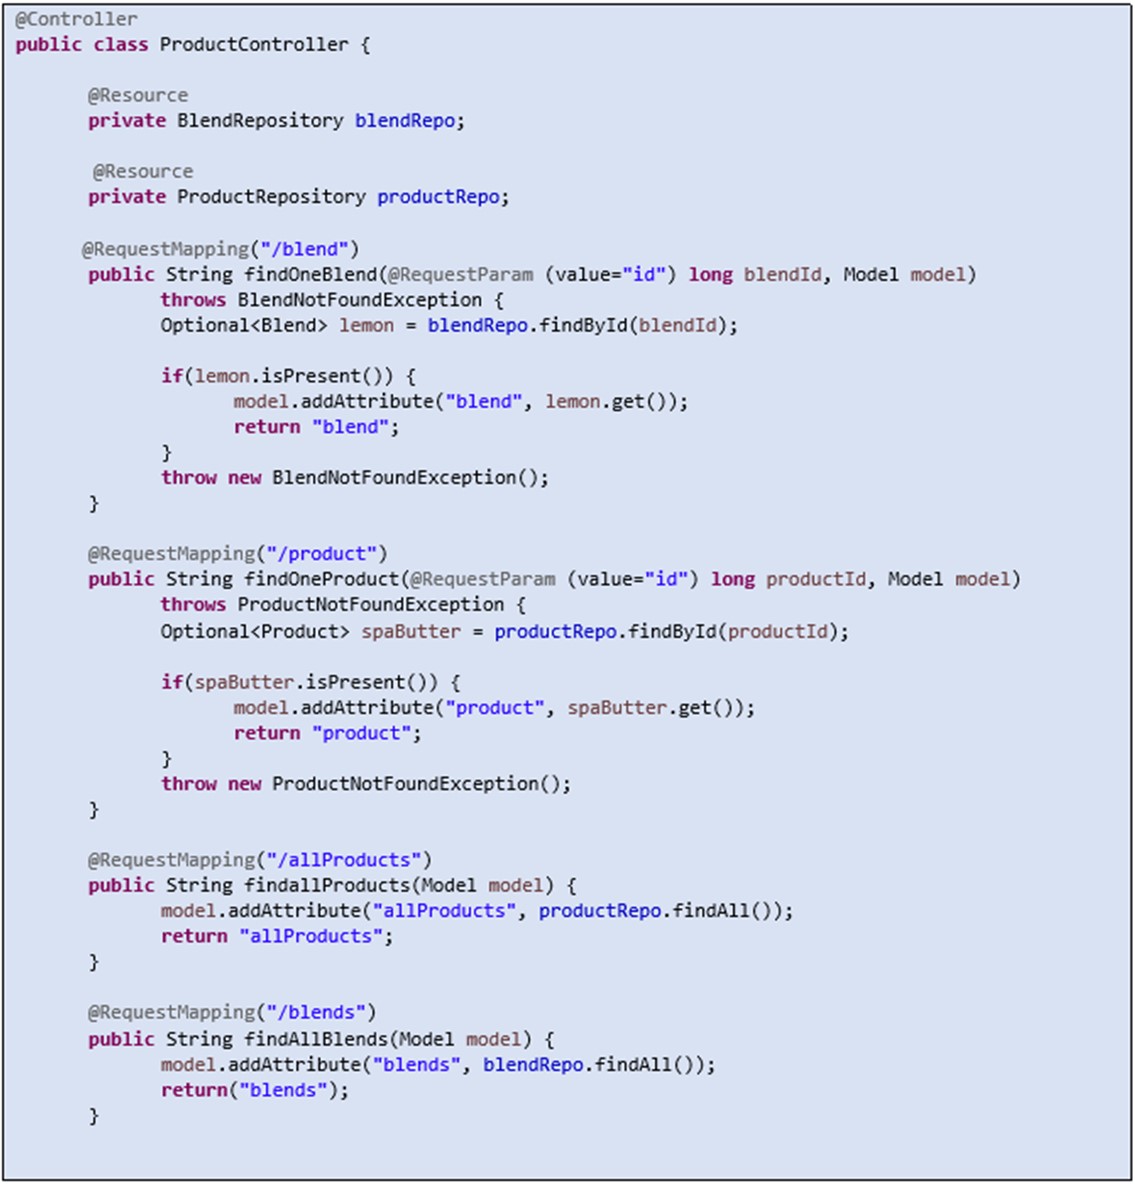 @Controller
public class ProductController {
@Resource
private BlendRepository blendRepo;
@Resource
private ProductRepository productRepo;
@RequestMapping("/blend")
public String findOneBlend(@RequestParam (value="id") long blendId, Model model)
throws BlendNotFoundException {
Optional<Blend> lemon = blendRepo.findById(blendId);
if(lemon.isPresent()) {
model.addAttribute("blend", lemon.get());
return "blend";
}
throw new BlendNotFoundException();
}
@RequestMapping("/product")
public String findOneProduct(@RequestParam (value="id") long productId, Model model)
throws ProductNotFoundException {
Optional<Product> spaButter = productRepo.findById(productId);
if(spaButter.isPresent()) {
model.addAttribute("product", spaButter.get());
return "product";
}
throw new ProductNotFoundException();
}
@RequestMapping("/allProducts")
public String findallProducts(Model model) {
model.addAttribute("allProducts", productRepo.findAll());
return "allProducts";
}
@RequestMapping("/blends")
public String findAllBlends(Model model) {
model.addAttribute("blends", blendRepo.findAll());
return("blends");
}